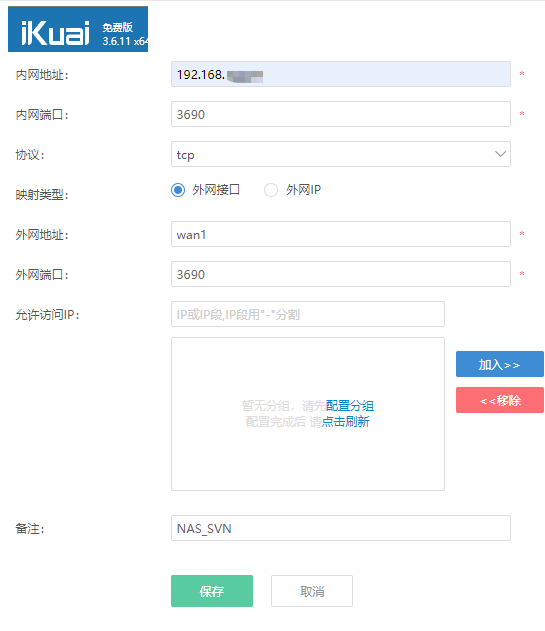 iKuai 免费版
3.6.11 x64
内网地址: 192.168. *
内网端口: 3690 *
协议: tcp
映射类型: 外网接口 外网IP
外网地址: wan1 *
外网端口: 3690 *
允许访问IP: IP或IP段,IP段用"-"分割
加入>>
<<移除
暂无分组，请先配置分组
配置完成后 请点击刷新
备注: NAS_SVN
保存 取消